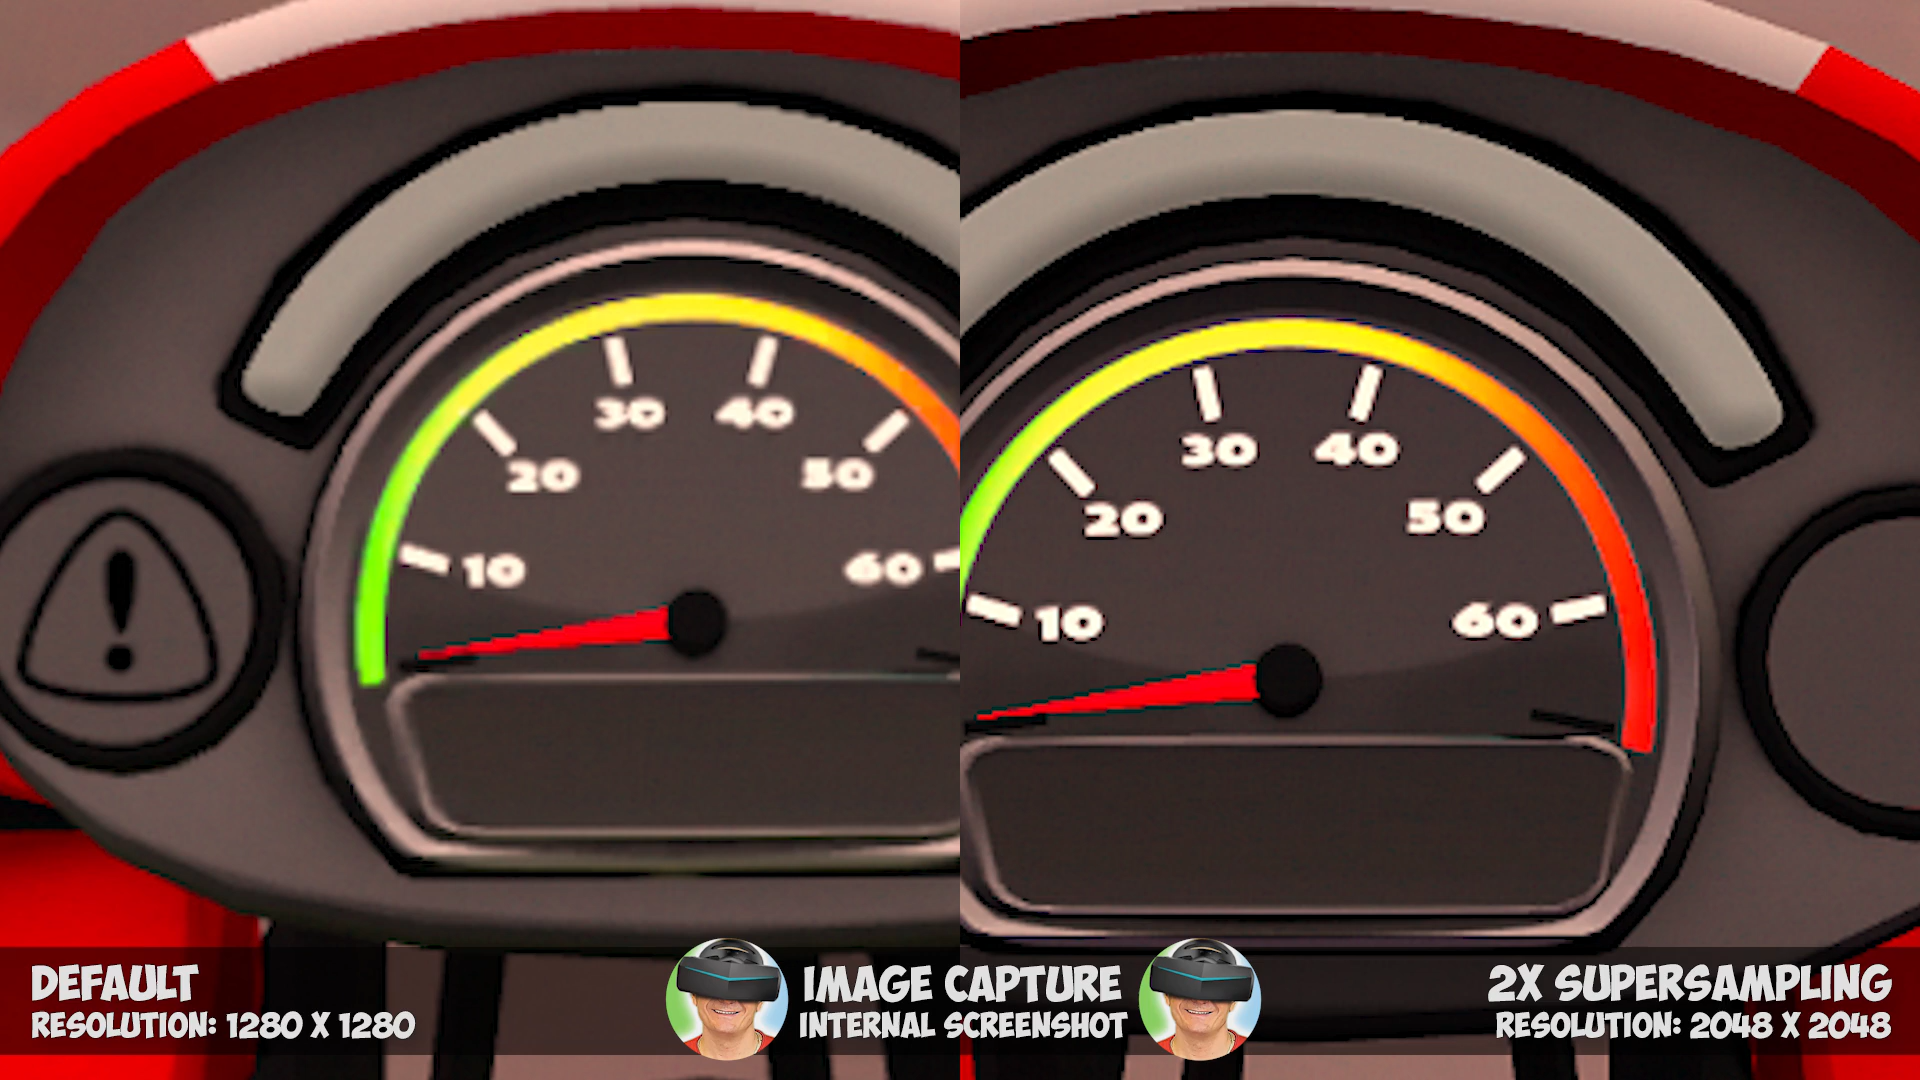 30 40
20 50
10 60
30 40
20 50
10 60
DEFAULT
RESOLUTION: 1280 X 1280
IMAGE CAPTURE
INTERNAL SCREENSHOT
2X SUPERSAMPLING
RESOLUTION: 2048 X 2048